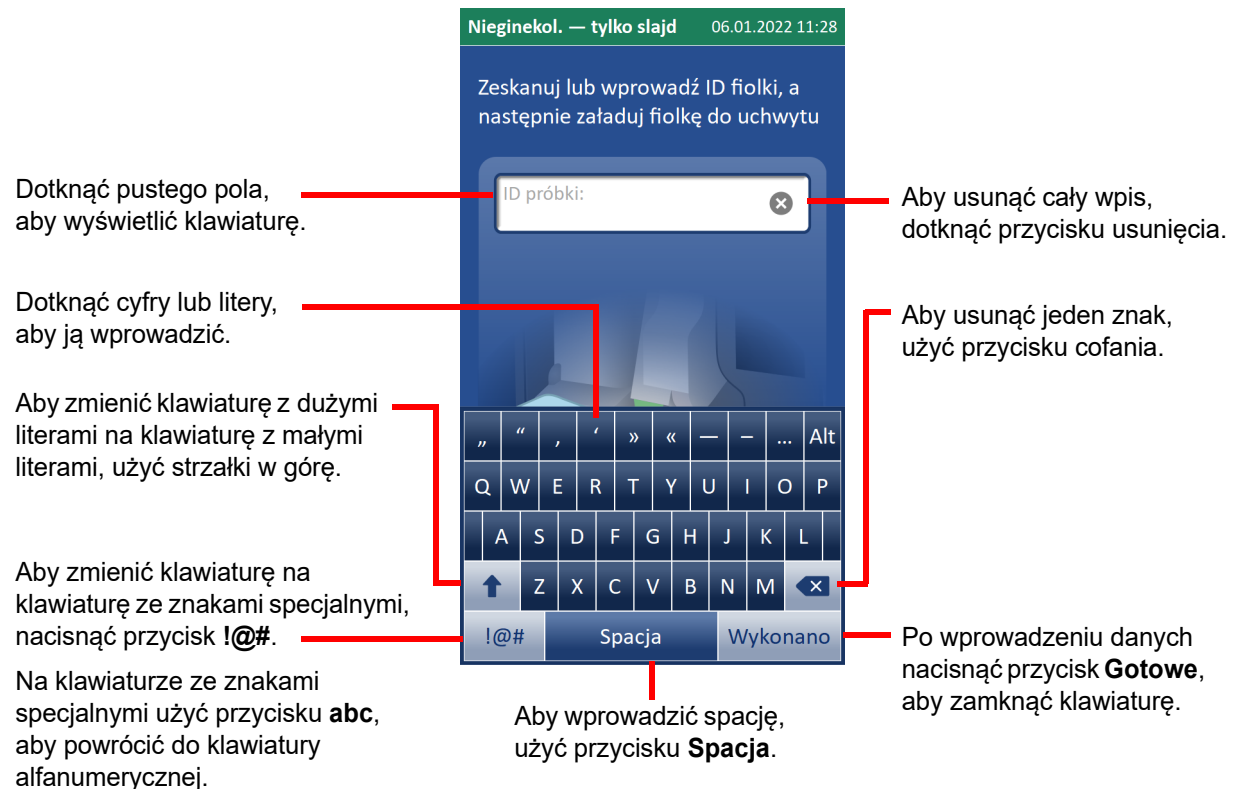 Nieginekol. — tylko slajd 06.01.2022 11:28
Zeskanuj lub wprowadź ID fiolki, a
następnie załaduj fiolkę do uchwytu
ID próbki:
Dotknąć pustego pola,
aby wyświetlić klawiaturę.
Aby usunąć cały wpis,
dotknąć przycisku usunięcia.
Dotknąć cyfry lub litery,
aby ją wprowadzić.
Aby usunąć jeden znak,
użyć przycisku cofania.
Aby zmienić klawiaturę z dużymi
literami na klawiaturę z małymi
literami, użyć strzałki w górę.
„ “ , ‘ » « — – … Alt
Q W E R T Y U I O P
A S D F G H J K L
Z X C V B N M
!@# Spacja Wykonano
Aby zmienić klawiaturę na
klawiaturę ze znakami specjalnymi,
nacisnąć przycisk !@#.
Na klawiaturze ze znakami
specjalnymi użyć przycisku abc,
aby powrócić do klawiatury
alfanumerycznej.
Aby wprowadzić spację,
użyć przycisku Spacja.
Po wprowadzeniu danych
nacisnąć przycisk Gotowe,
aby zamknąć klawiaturę.